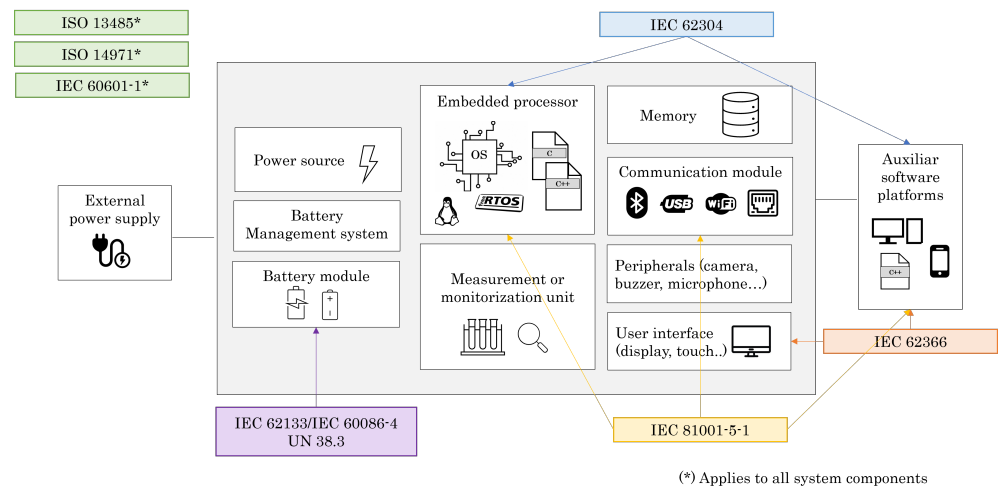 ISO 13485*
ISO 14971*
IEC 60601-1*
IEC 62304
External
power supply
Power source
Battery
Management system
Battery module
Embedded processor
OS
C
C++
RTOS
Measurement or
monitorization unit
Memory
Communication module
USB
WiFi
Peripherals (camera,
buzzer, microphone...)
User interface
(display, touch..)
Auxiliar
software
platforms
C++
IEC 62366
IEC 62133/IEC 60086-4
UN 38.3
IEC 81001-5-1
(*) Applies to all system components